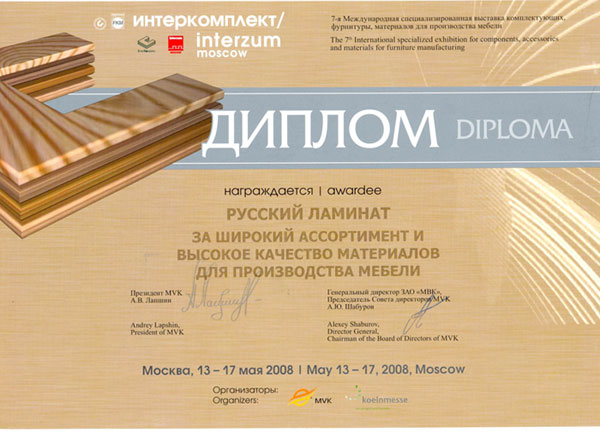 ИНТЕРКОМПЛЕКТ/
interzum
moscow
7-я Международная специализированная выставка комплектующих,
фурнитуры, материалов для производства мебели
The 7th International specialized exhibition for components, accessories
and materials for furniture manufacturing
ДИПЛОМ DIPLOMA
награждается | awardee
РУССКИЙ ЛАМИНАТ
ЗА ШИРОКИЙ АССОРТИМЕНТ И
ВЫСОКОЕ КАЧЕСТВО МАТЕРИАЛОВ
ДЛЯ ПРОИЗВОДСТВА МЕБЕЛИ
Президент MVK
А.В. Лапшин
Andrey Lapshin,
President of MVK
Генеральный директор ЗАО «МВК»,
Председатель Совета директоров MVK
А.Ю. Шабуров
Alexey Shaburov,
Director General,
Chairman of the Board of Directors of MVK
Москва, 13 – 17 мая 2008 | May 13 – 17, 2008, Moscow
Организаторы:
Organizers:
MVK
koelnmesse